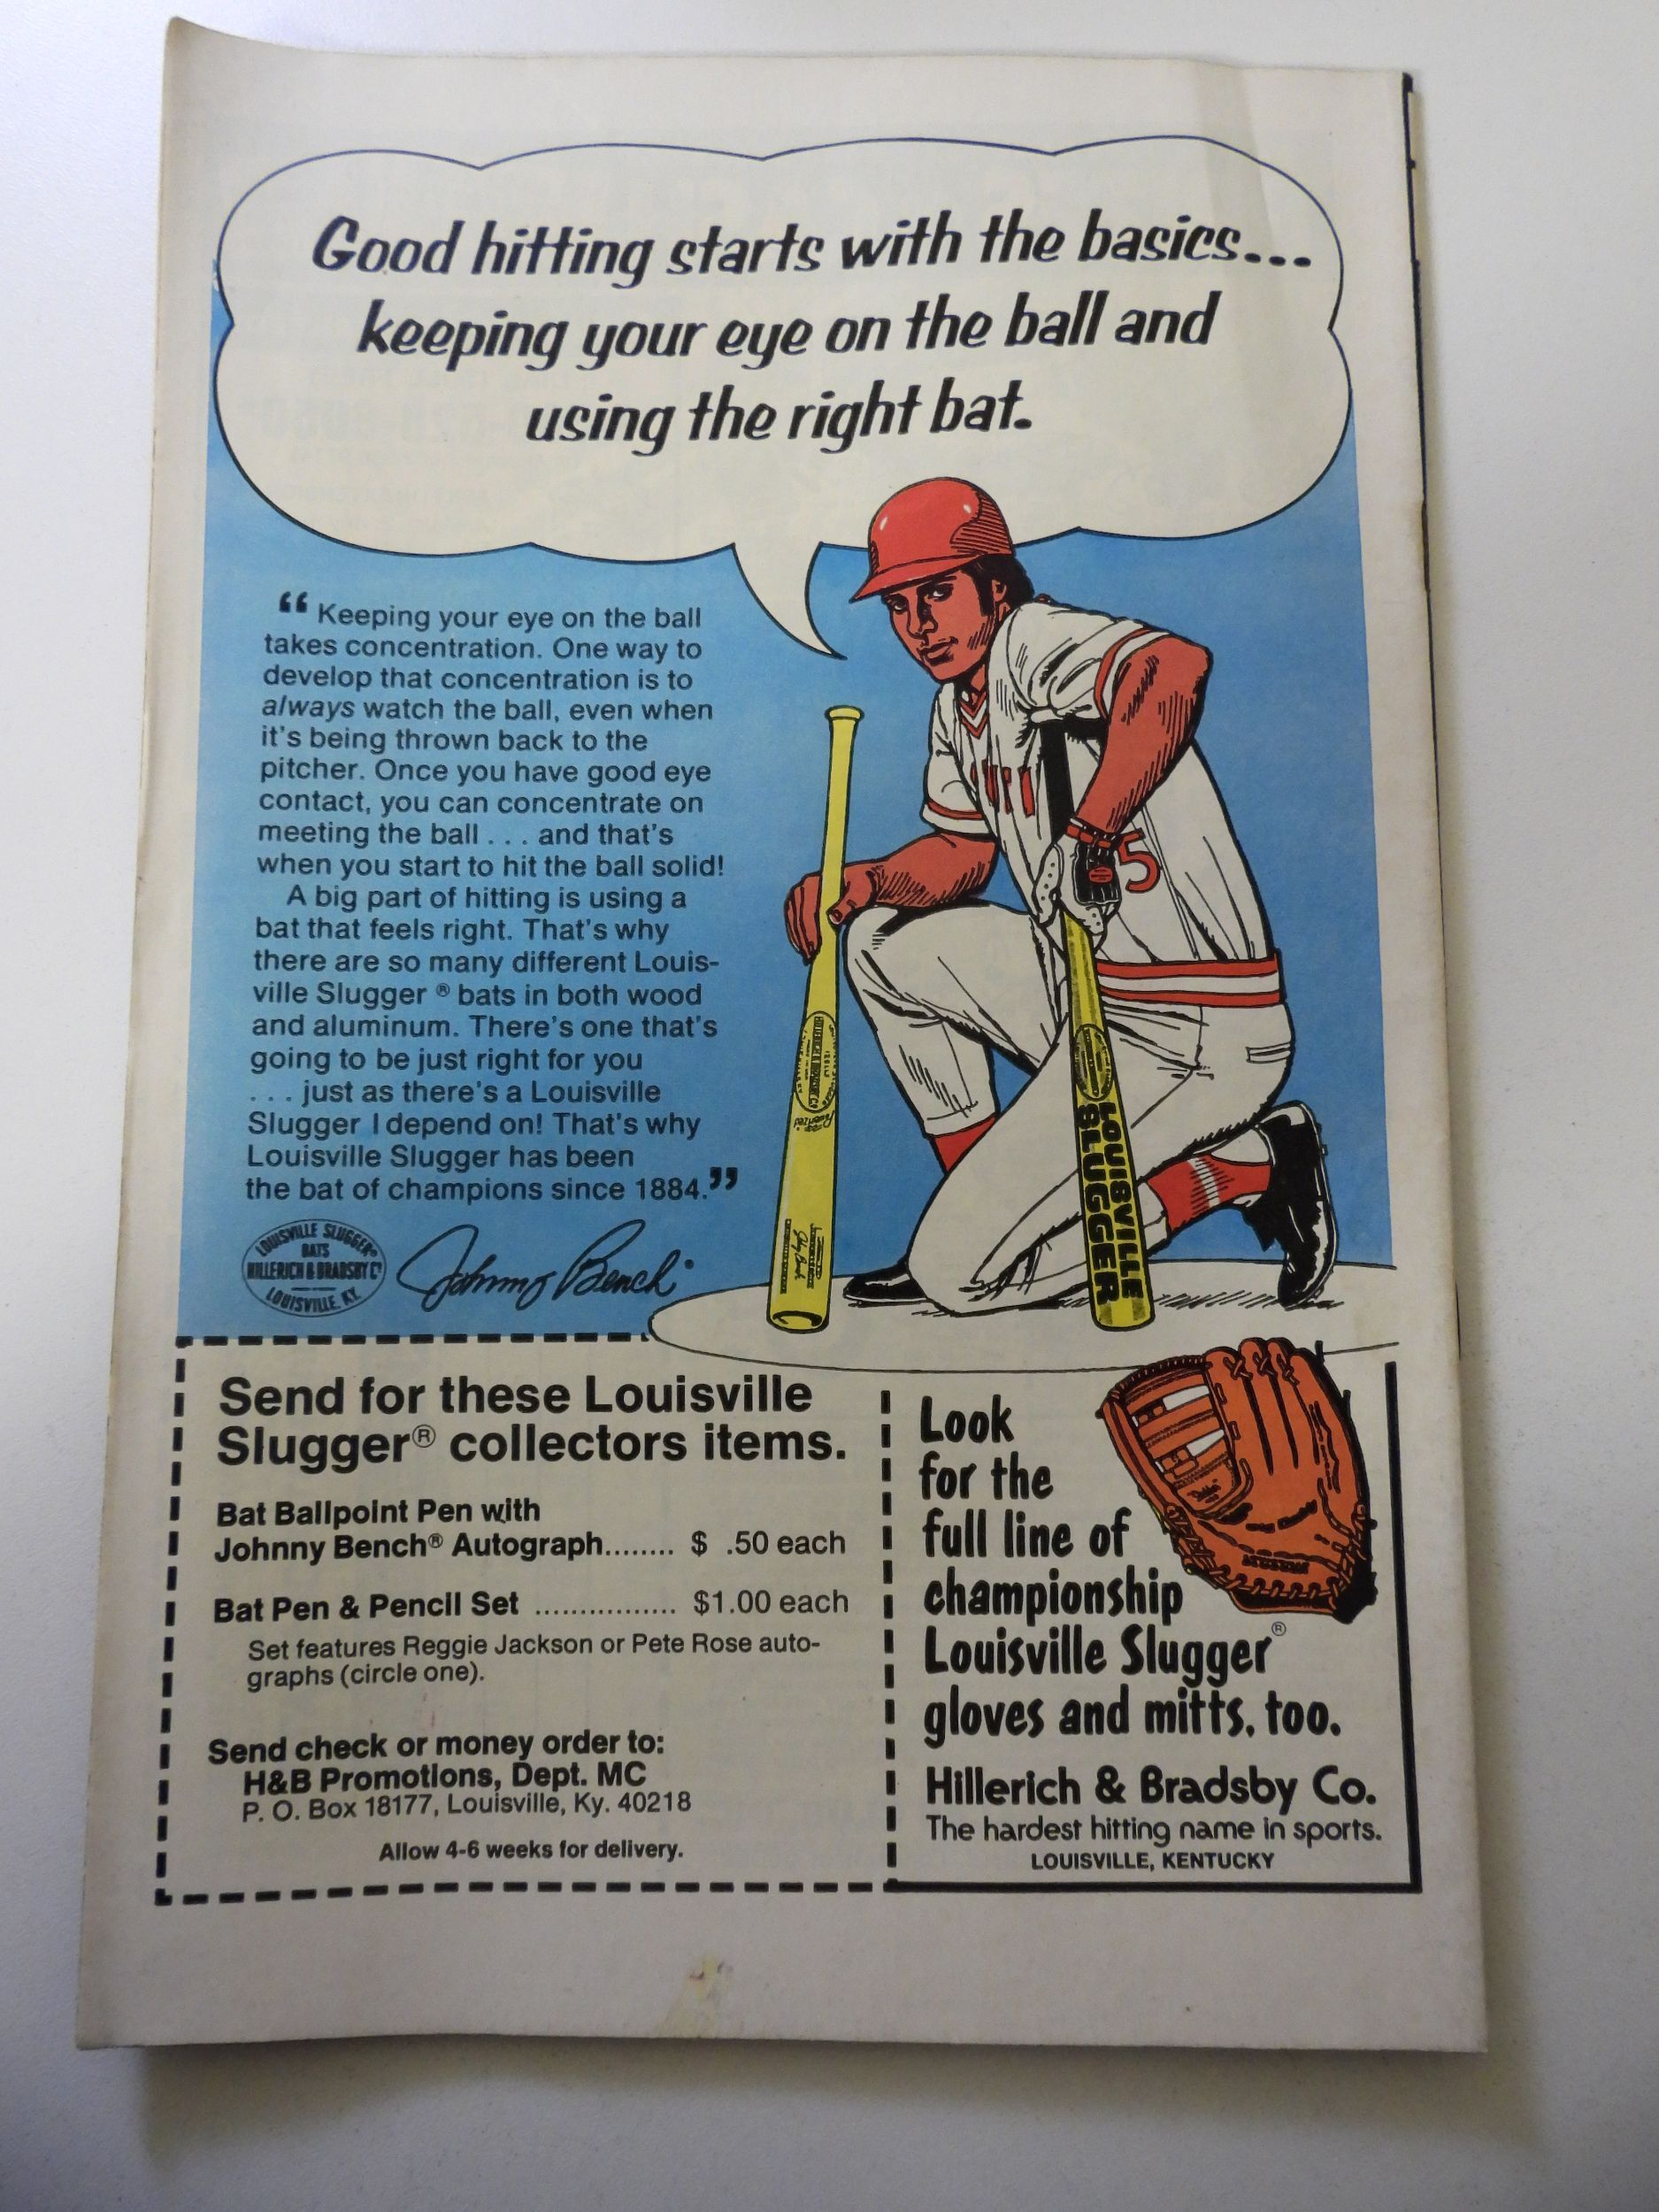 Good hitting starts with the basics...
keeping your eye on the ball and
using the right bat.
“ Keeping your eye on the ball
takes concentration. One way to
develop that concentration is to
always watch the ball, even when
it's being thrown back to the
pitcher. Once you have good eye
contact, you can concentrate on
meeting the ball . . . and that's
when you start to hit the ball solid!
A big part of hitting is using a
bat that feels right. That's why
there are so many different Louis-
ville Slugger ® bats in both wood
and aluminum. There's one that's
going to be just right for you
. . . just as there's a Louisville
Slugger I depend on! That's why
Louisville Slugger has been
the bat of champions since 1884.”
LOUISVILLE SLUGGER®
BATS
HILLERICH & BRADSBY Cº
LOUISVILLE, KY.
Johnny Bench
5
LOUISVILLE
SLUGGER
Send for these Louisville
Slugger® collectors items.
Bat Ballpoint Pen with
Johnny Bench® Autograph........ $ .50 each
Bat Pen & Pencil Set ................ $1.00 each
Set features Reggie Jackson or Pete Rose auto-
graphs (circle one).
Send check or money order to:
H&B Promotions, Dept. MC
P. O. Box 18177, Louisville, Ky. 40218
Allow 4-6 weeks for delivery.
Look
for the
full line of
championship
Louisville Slugger®
gloves and mitts, too.
Hillerich & Bradsby Co.
The hardest hitting name in sports.
LOUISVILLE, KENTUCKY